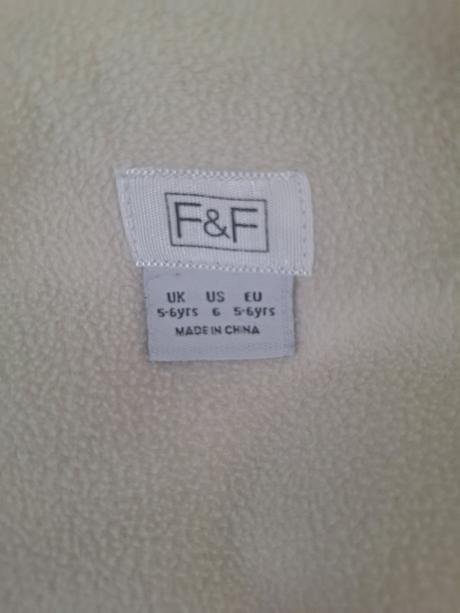 F&F
UK US EU
5-6yrs 6 5-6yrs
MADE IN CHINA